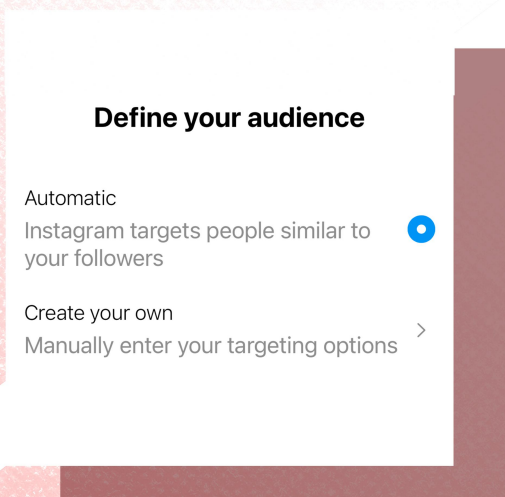 Define your audience
Automatic
Instagram targets people similar to
your followers
Create your own
Manually enter your targeting options